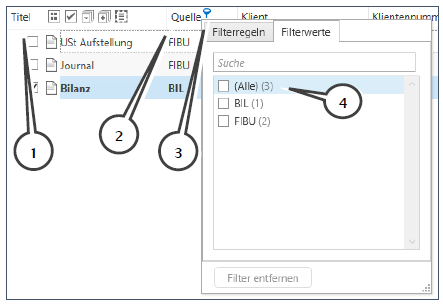 Titel Quelle Klient Klientennumm
USt Aufstellung FIBU
Journal FIBU
Bilanz BIL
Filterregeln Filterwerte
Suche
(Alle) (3)
BIL (1)
FIBU (2)
Filter entfernen
1
2
3
4